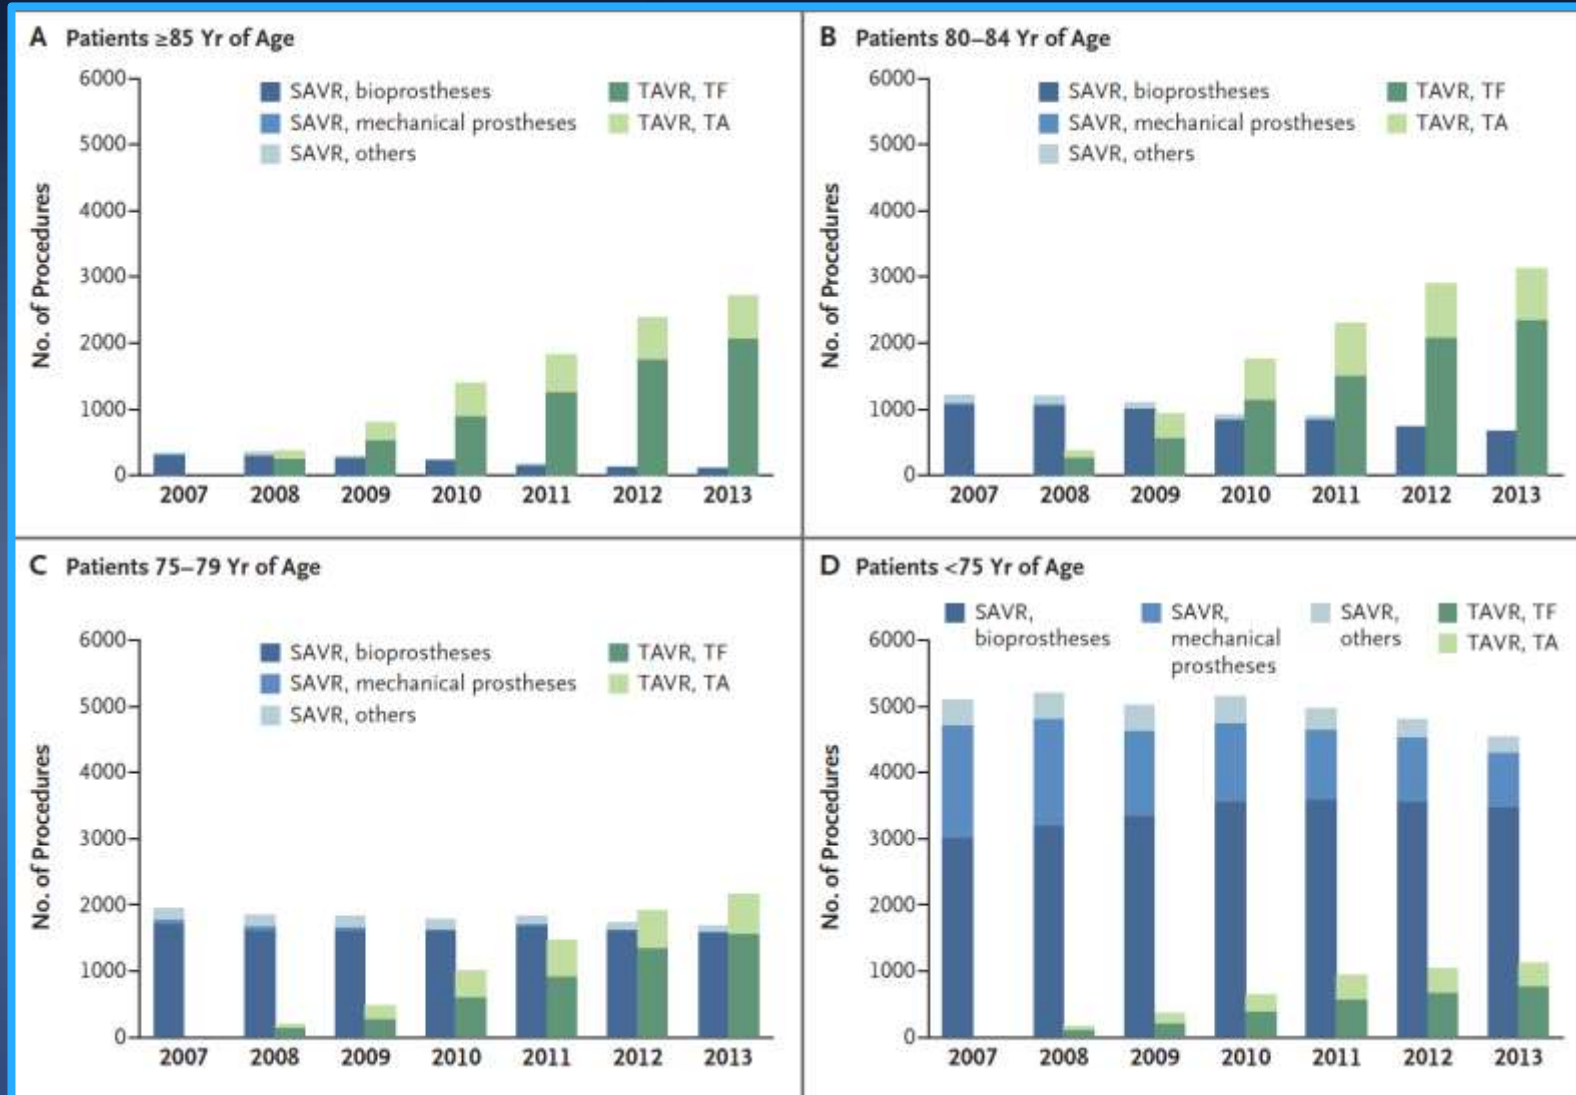 A Patients ≥85 Yr of Age
No. of Procedures
6000
5000
4000
3000
2000
1000
0
SAVR, bioprostheses
SAVR, mechanical prostheses
SAVR, others
TAVR, TF
TAVR, TA
2007 2008 2009 2010 2011 2012 2013
B Patients 80–84 Yr of Age
No. of Procedures
6000
5000
4000
3000
2000
1000
0
SAVR, bioprostheses
SAVR, mechanical prostheses
SAVR, others
TAVR, TF
TAVR, TA
2007 2008 2009 2010 2011 2012 2013
C Patients 75–79 Yr of Age
No. of Procedures
6000
5000
4000
3000
2000
1000
0
SAVR, bioprostheses
SAVR, mechanical prostheses
SAVR, others
TAVR, TF
TAVR, TA
2007 2008 2009 2010 2011 2012 2013
D Patients <75 Yr of Age
No. of Procedures
6000
5000
4000
3000
2000
1000
0
SAVR,
bioprostheses
SAVR,
mechanical
prostheses
SAVR,
others
TAVR, TF
TAVR, TA
2007 2008 2009 2010 2011 2012 2013